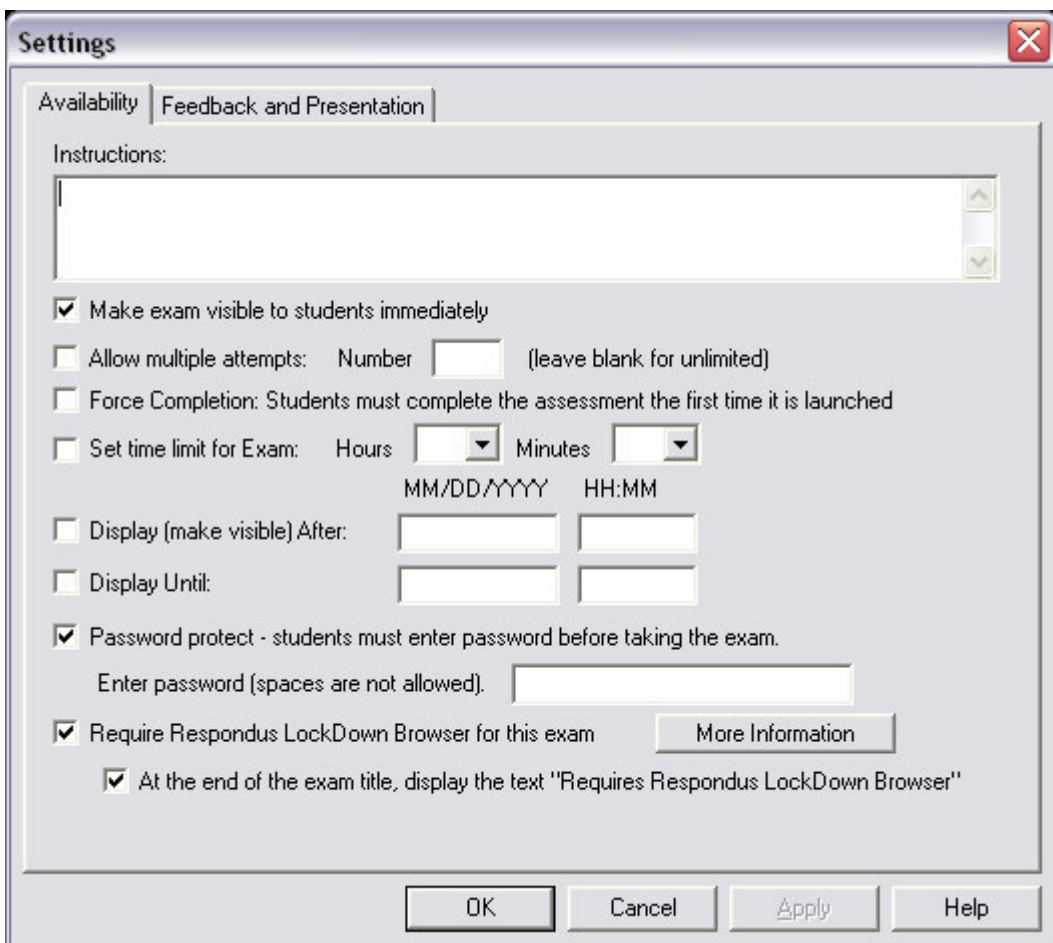 Settings
Availability Feedback and Presentation
Instructions:
Make exam visible to students immediately
Allow multiple attempts: Number (leave blank for unlimited)
Force Completion: Students must complete the assessment the first time it is launched
Set time limit for Exam: Hours Minutes
MM/DD/YYYY HH:MM
Display (make visible) After:
Display Until:
Password protect - students must enter password before taking the exam.
Enter password (spaces are not allowed).
Require Respondus LockDown Browser for this exam More Information
At the end of the exam title, display the text "Requires Respondus LockDown Browser"
OK Cancel Apply Help